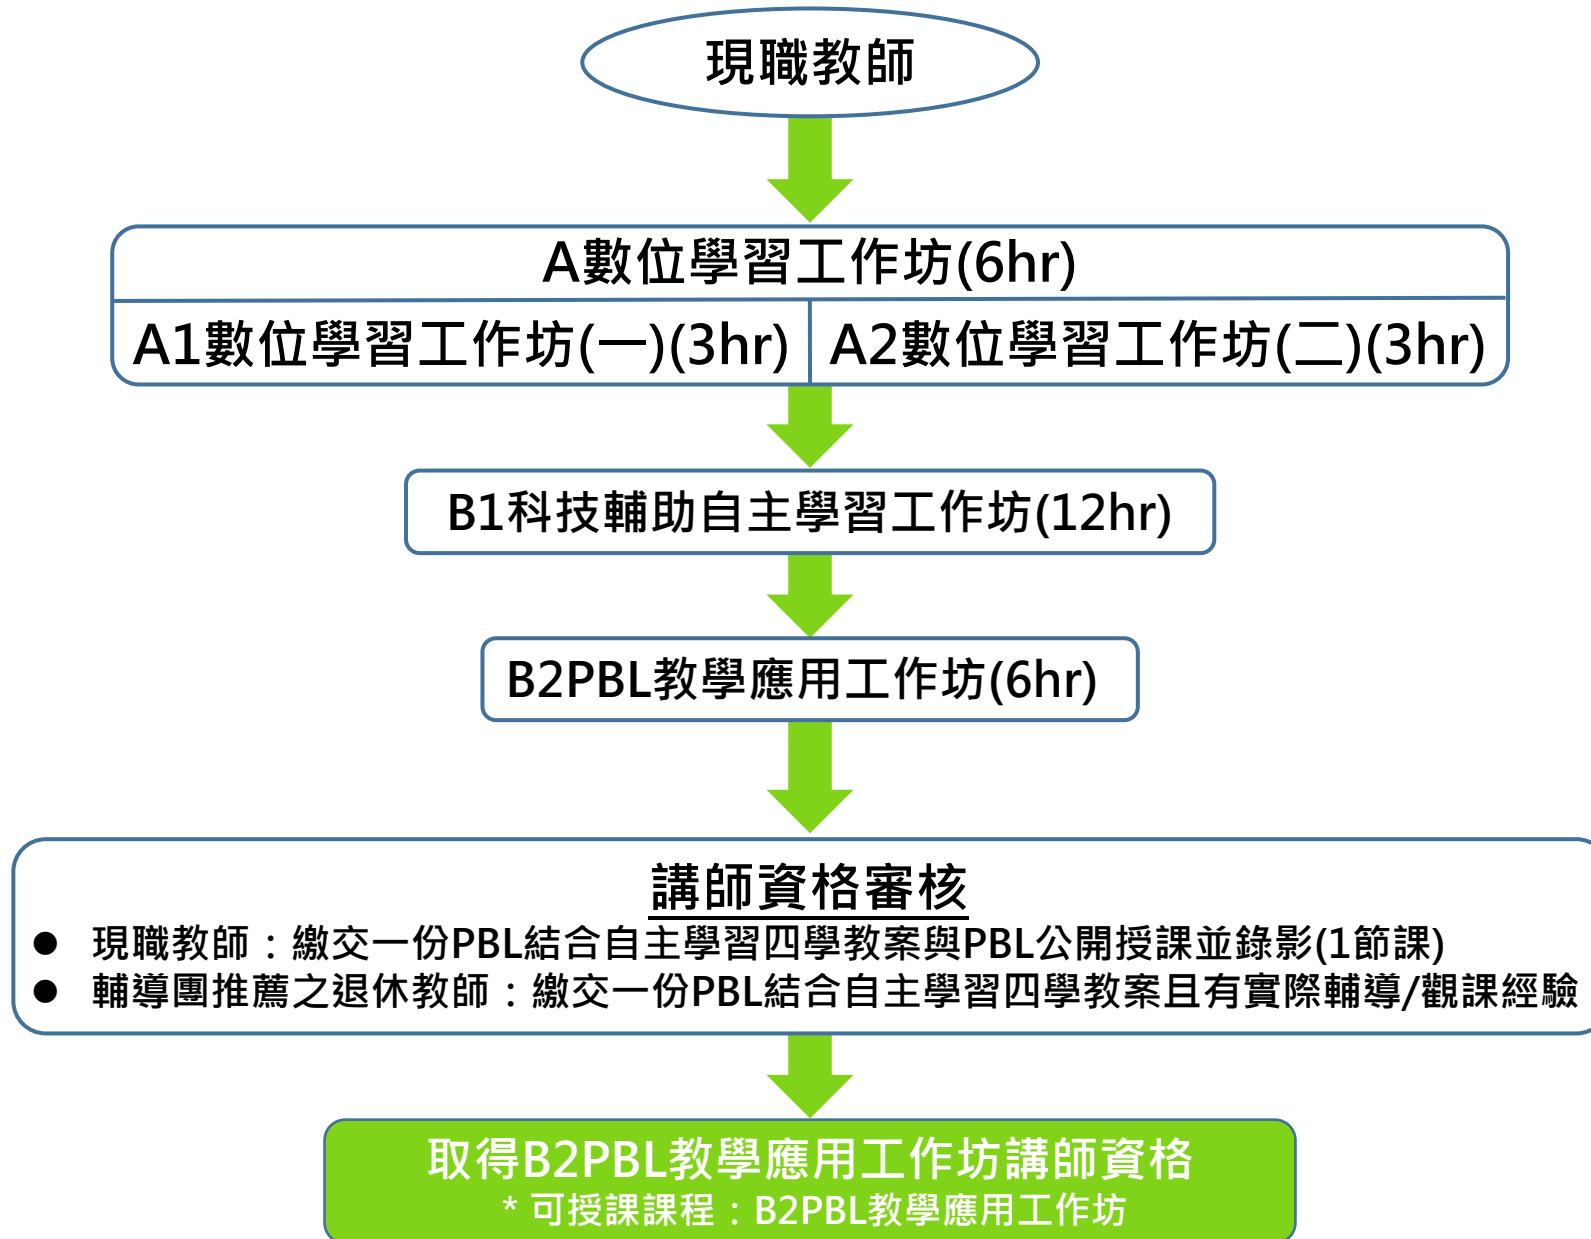 現職教師
A數位學習工作坊(6hr)
A1數位學習工作坊(一)(3hr)
A2數位學習工作坊(二)(3hr)
B1科技輔助自主學習工作坊(12hr)
B2PBL教學應用工作坊(6hr)
講師資格審核
● 現職教師：繳交一份PBL結合自主學習四學教案與PBL公開授課並錄影(1節課)
● 輔導團推薦之退休教師：繳交一份PBL結合自主學習四學教案且有實際輔導/觀課經驗
取得B2PBL教學應用工作坊講師資格
* 可授課課程：B2PBL教學應用工作坊